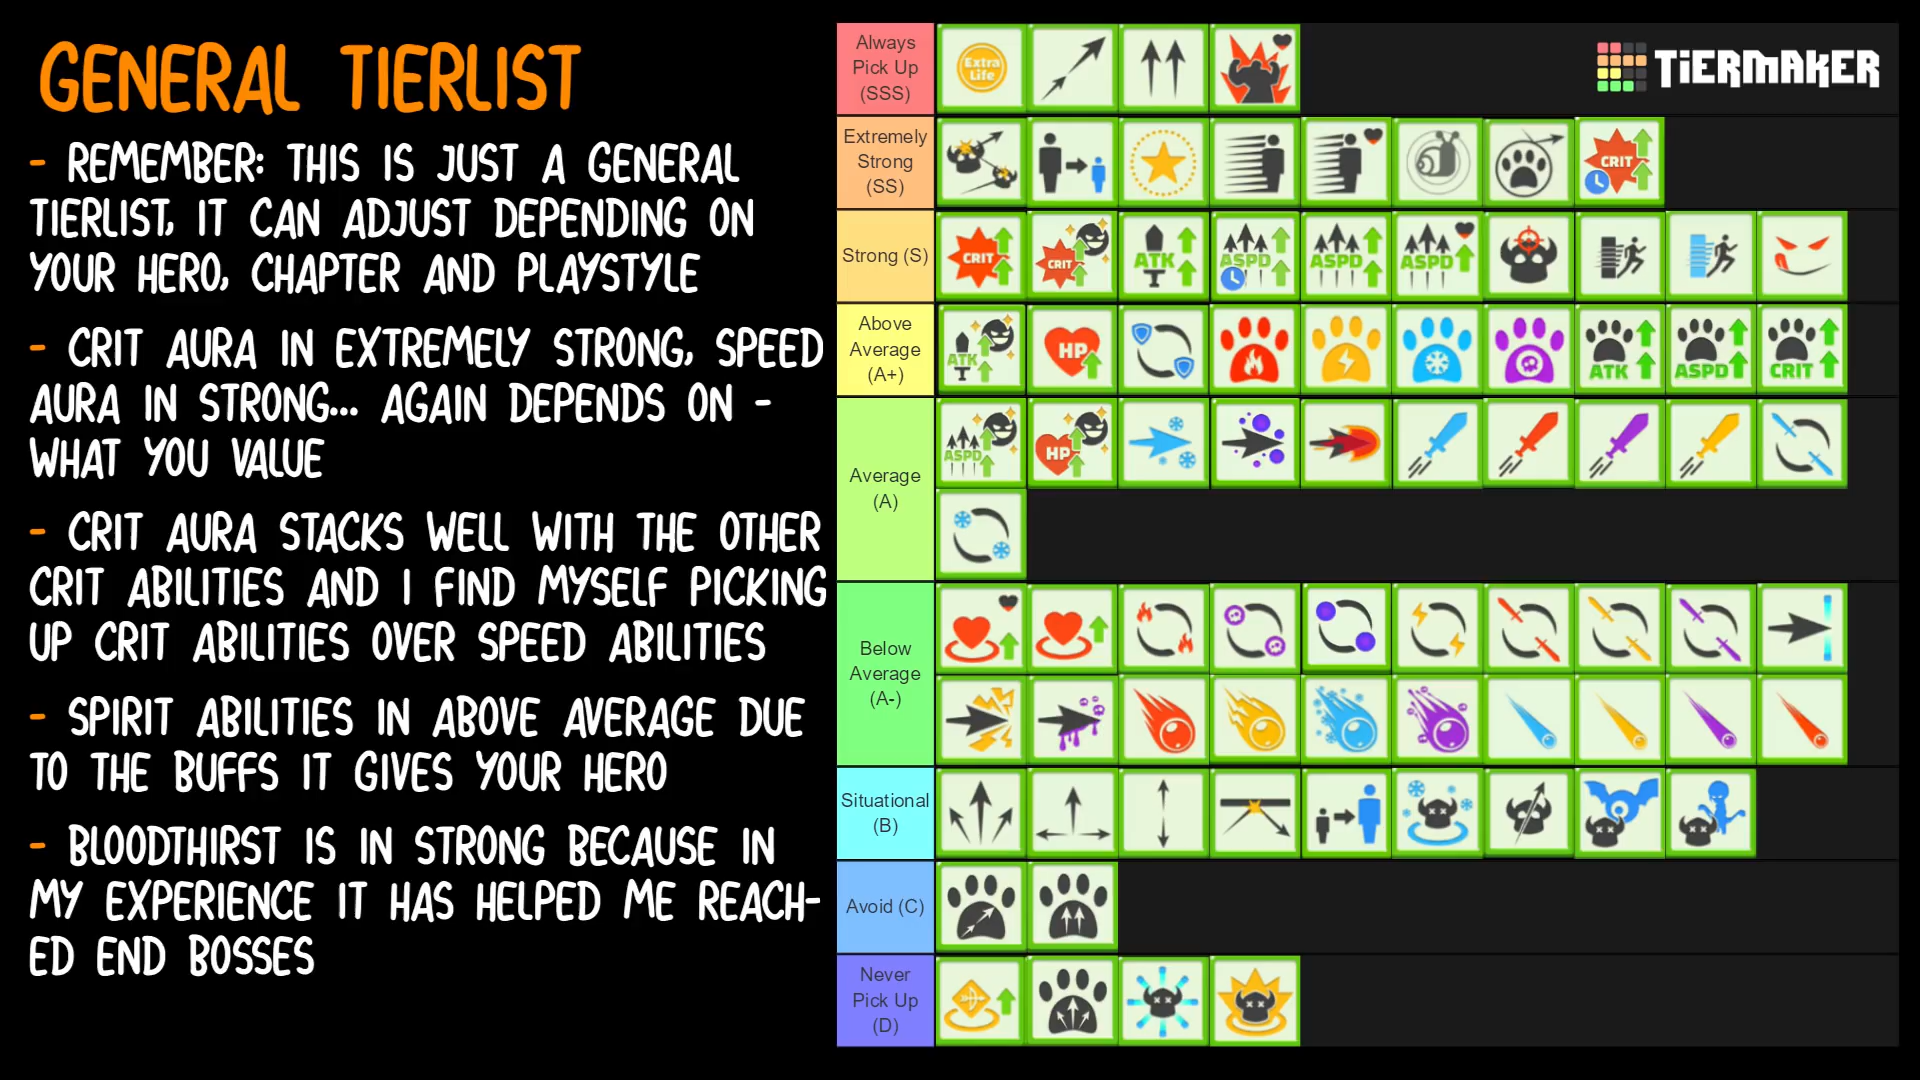 GENERAL TIERLIST
- REMEMBER: THIS IS JUST A GENERAL
TIERLIST, IT CAN ADJUST DEPENDING ON
YOUR HERO, CHAPTER AND PLAYSTYLE
- CRIT AURA IN EXTREMELY STRONG, SPEED
AURA IN STRONG... AGAIN DEPENDS ON -
WHAT YOU VALUE
- CRIT AURA STACKS WELL WITH THE OTHER
CRIT ABILITIES AND I FIND MYSELF PICKING
UP CRIT ABILITIES OVER SPEED ABILITIES
- SPIRIT ABILITIES IN ABOVE AVERAGE DUE
TO THE BUFFS IT GIVES YOUR HERO
- BLOODTHIRST IS IN STRONG BECAUSE IN
MY EXPERIENCE IT HAS HELPED ME REACH-
ED END BOSSES
Always
Pick Up
(SSS)
Extra
Life
TiERMAKER
Extremely
Strong
(SS)
CRIT
Strong (S)
CRIT
CRIT
ATK
ASPD
ASPD
ASPD
Above
Average
(A+)
ATK
HP
ATK
ASPD
CRIT
Average
(A)
ASPD
HP
Below
Average
(A-)
Situational
(B)
Avoid (C)
Never
Pick Up
(D)